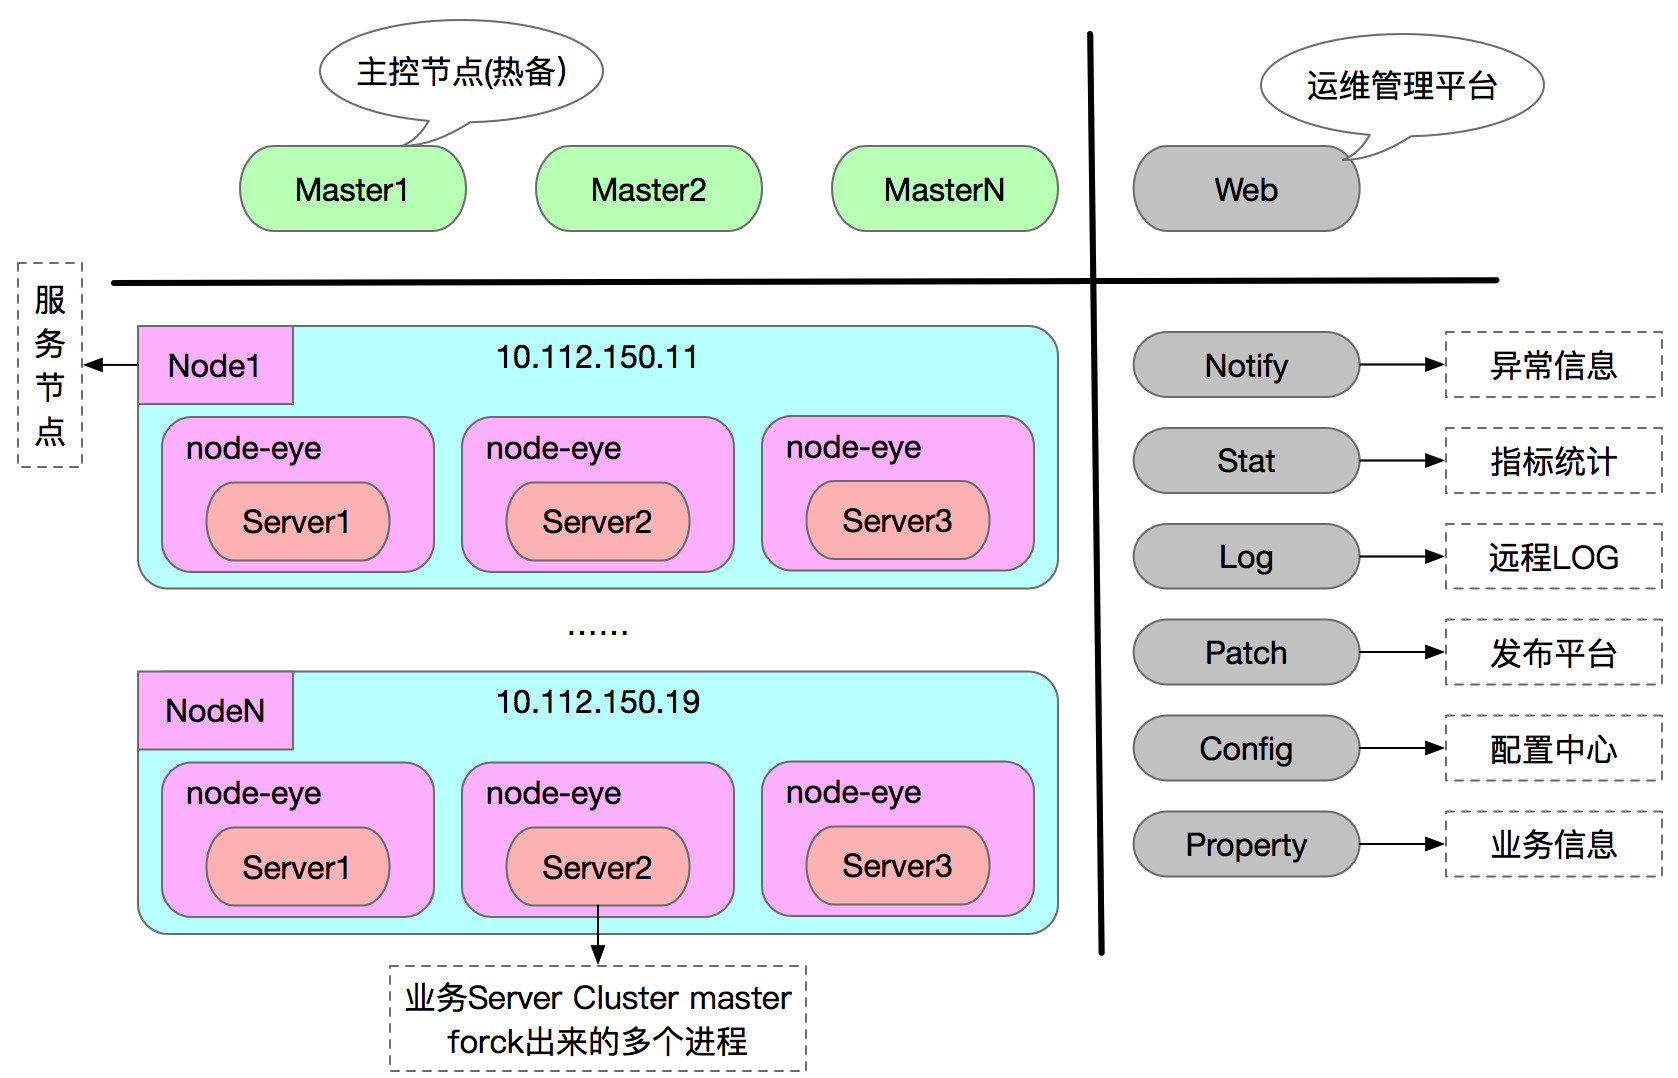 主控节点(热备)
运维管理平台
Master1
Master2
MasterN
Web
服
务
节
点
Node1
10.112.150.11
node-eye
node-eye
node-eye
Server1
Server2
Server3
......
NodeN
10.112.150.19
node-eye
node-eye
node-eye
Server1
Server2
Server3
业务Server Cluster master
forck出来的多个进程
Notify
异常信息
Stat
指标统计
Log
远程LOG
Patch
发布平台
Config
配置中心
Property
业务信息